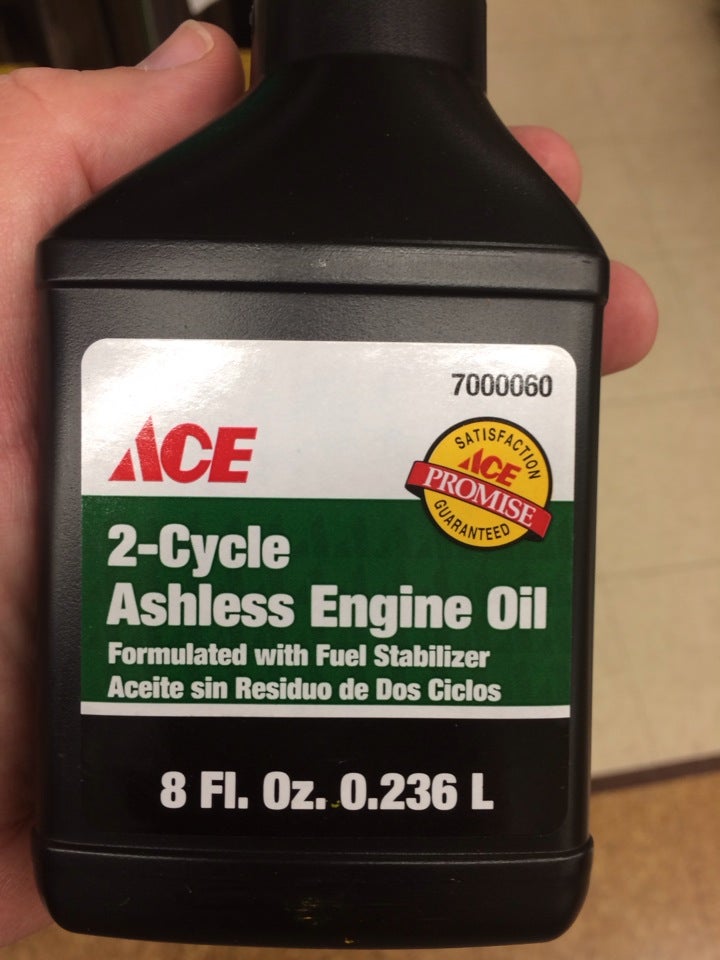 7000060
ACE
SATISFACTION
ACE
PROMISE
GUARANTEED
2-Cycle
Ashless Engine Oil
Formulated with Fuel Stabilizer
Aceite sin Residuo de Dos Ciclos
8 Fl. Oz. 0.236 L